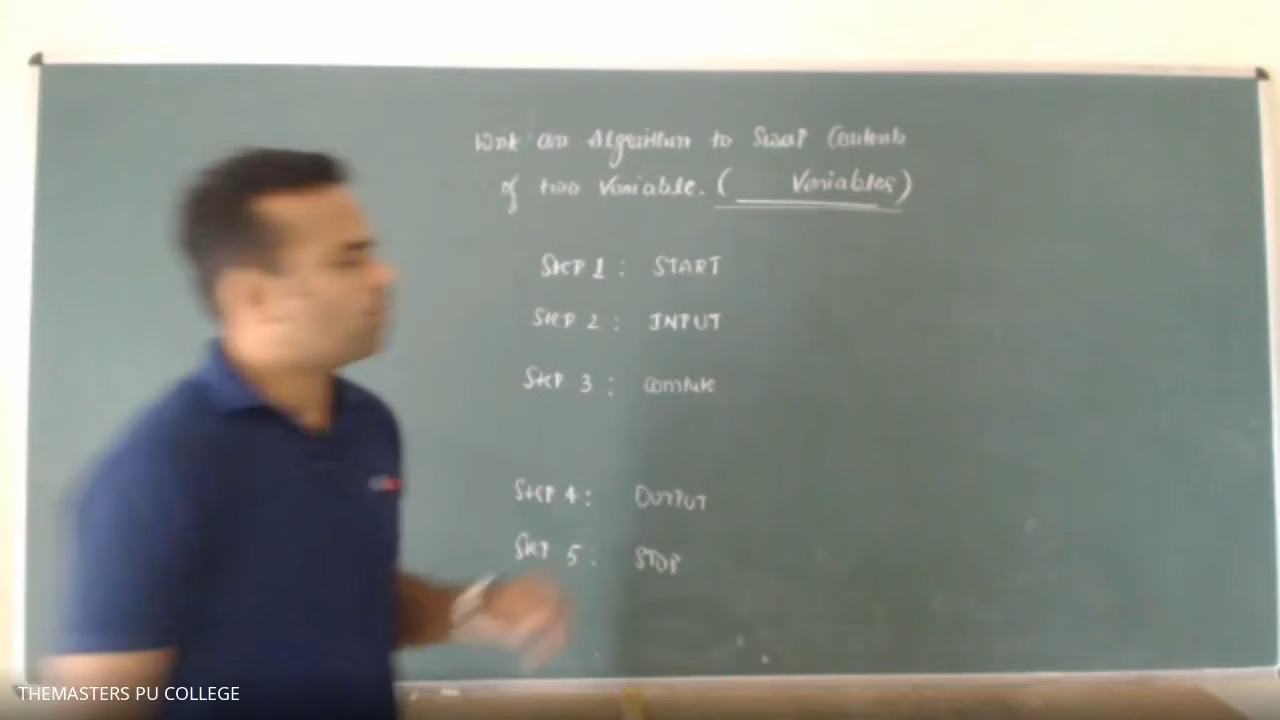 Write an Algorithm to Swap Contents
of two Variable. ( Variables)
Step 1 : START
Step 2 : INPUT
Step 3 : Compute
Step 4 : OUTPUT
Step 5 : STOP
THEMASTERS PU COLLEGE